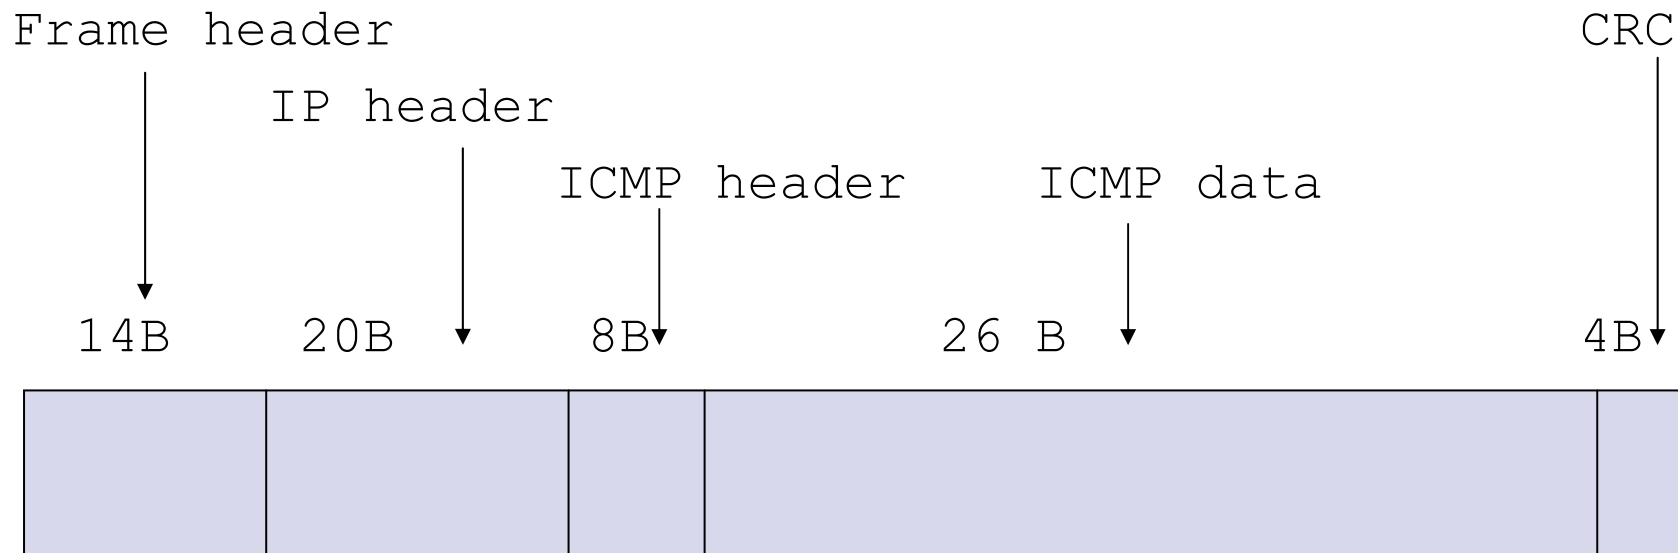 Frame header CRC
IP header
ICMP header ICMP data
14B 20B 8B 26 B 4B